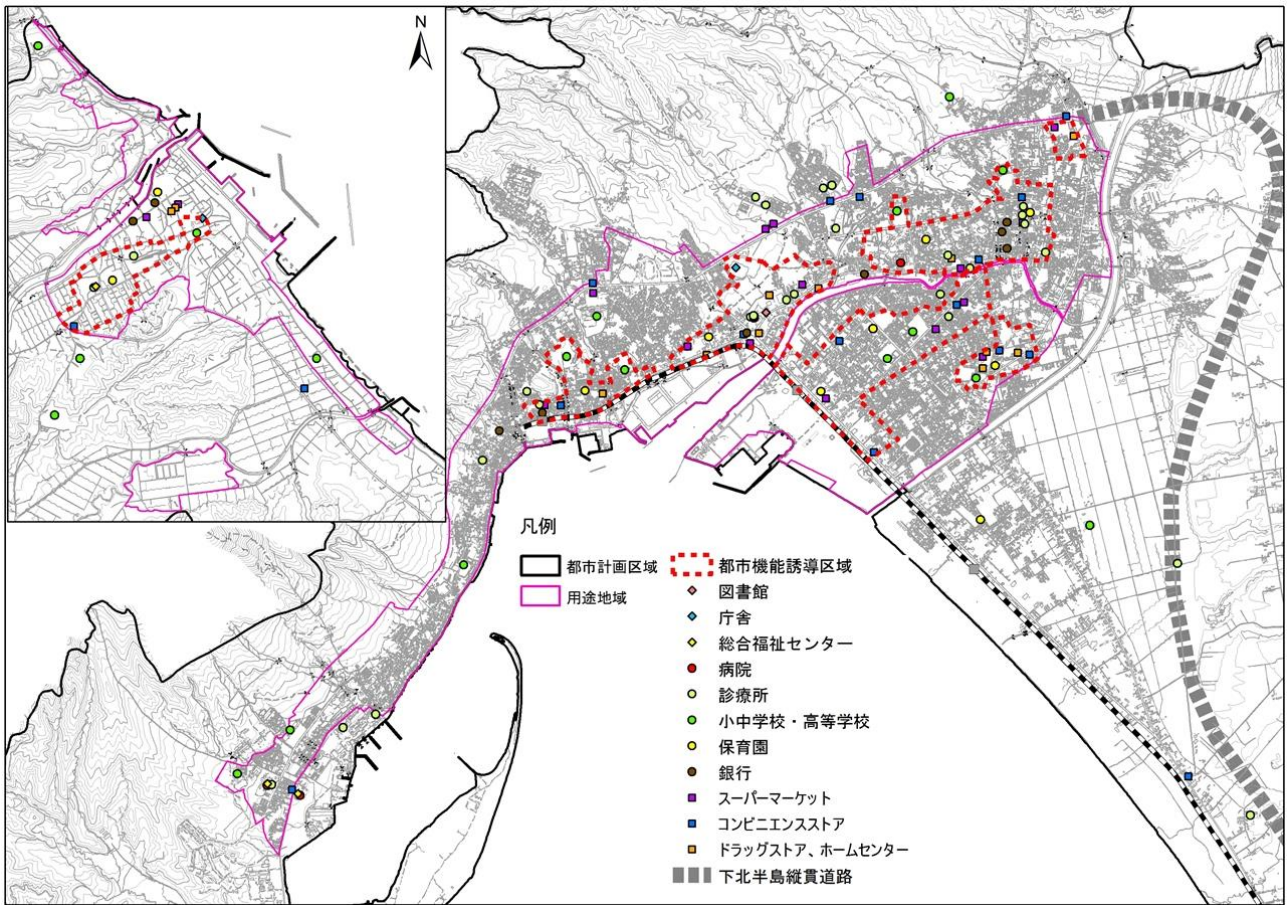 N
凡例
都市計画区域
用途地域
都市機能誘導区域
図書館
庁舎
総合福祉センター
病院
診療所
小中学校・高等学校
保育園
銀行
スーパーマーケット
コンビニエンスストア
ドラッグストア、ホームセンター
下北半島縦貫道路